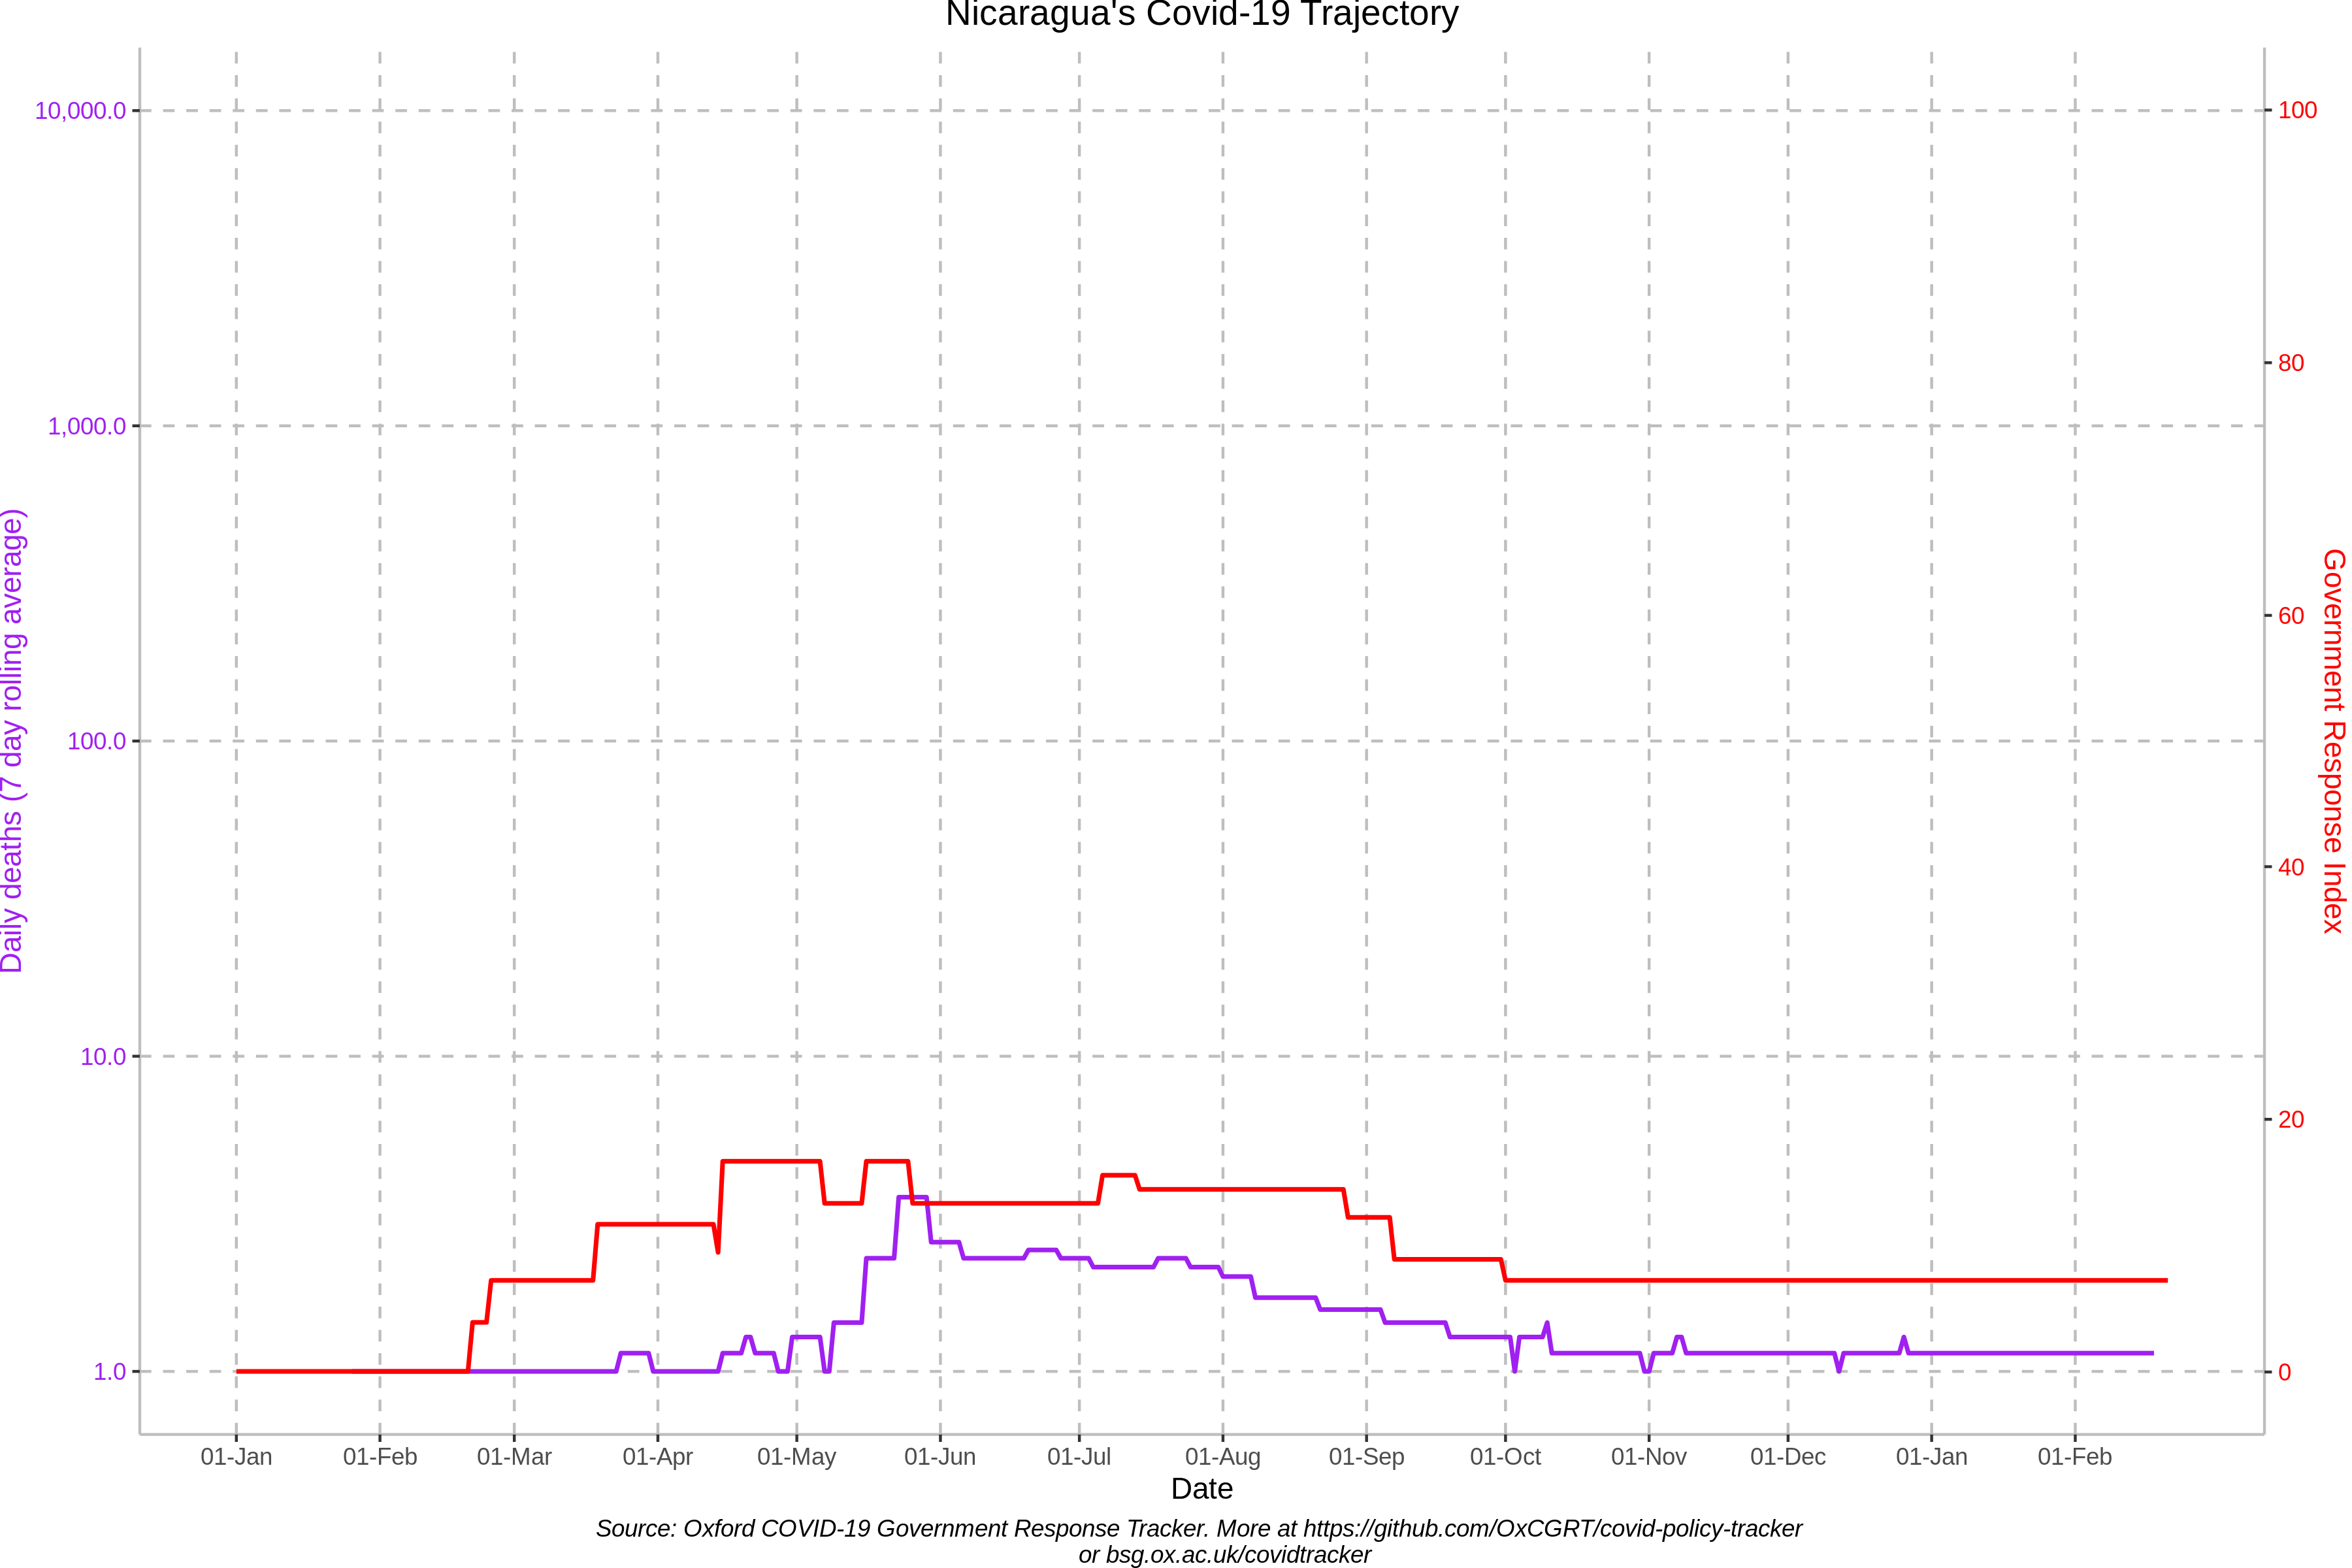 Nicaragua's Covid-19 Trajectory
10,000.0
1,000.0
100.0
10.0
1.0
Daily deaths (7 day rolling average)
100
80
60
40
20
0
Government Response Index
01-Jan 01-Feb 01-Mar 01-Apr 01-May 01-Jun 01-Jul 01-Aug 01-Sep 01-Oct 01-Nov 01-Dec 01-Jan 01-Feb
Date
Source: Oxford COVID-19 Government Response Tracker. More at https://github.com/OxCGRT/covid-policy-tracker
or bsg.ox.ac.uk/covidtracker